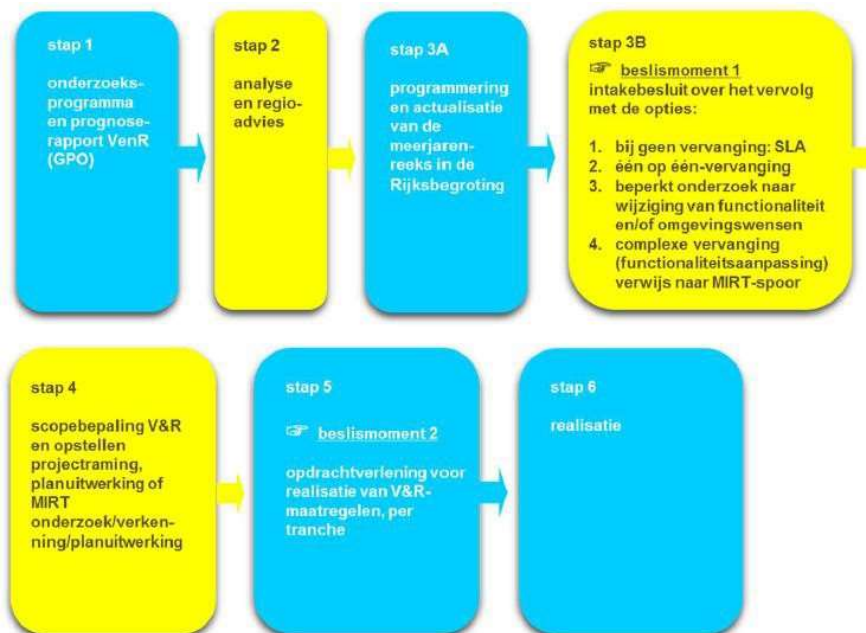 stap 1
onderzoeks-
programma
en prognose-
rapport VenR
(GPO)
stap 2
analyse
en regio-
advies
stap 3A
programmering
en actualisatie
van de
meerjaren-
reeks in de
Rijksbegroting
stap 3B
☞ beslismoment 1
intakebesluit over het vervolg
met de opties:
1. bij geen vervanging: SLA
2. één op één-vervanging
3. beperkt onderzoek naar
wijziging van functionaliteit
en/of omgevingswensen
4. complexe vervanging
(functionaliteitsaanpassing)
verwijs naar MIRT-spoor
stap 4
scopebepaling V&R
en opstellen
projectraming,
planuitwerking of
MIRT
onderzoek/verken-
ning/planuitwerking
stap 5
☞ beslismoment 2
opdrachtverlening voor
realisatie van V&R-
maatregelen, per
tranche
stap 6
realisatie